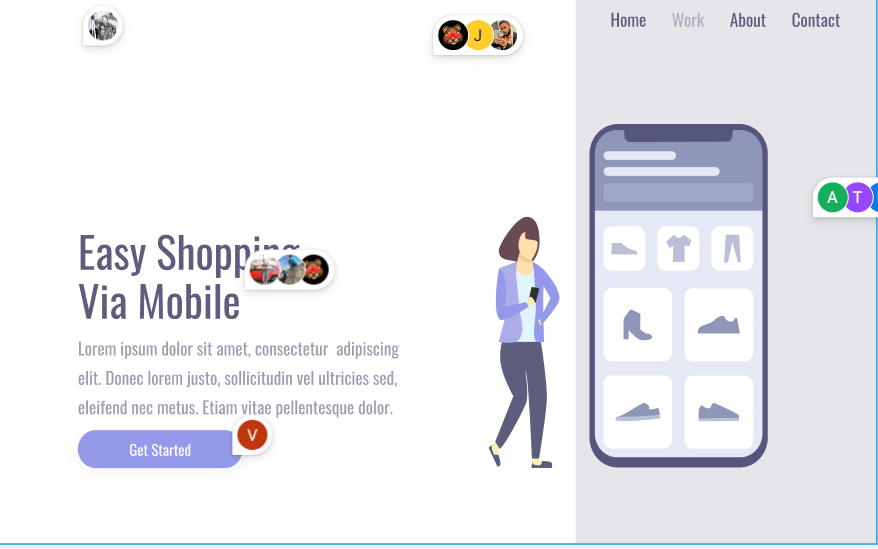 Home Work About Contact
J
A T
Easy Shopping
Via Mobile
Lorem ipsum dolor sit amet, consectetur adipiscing
elit. Donec lorem justo, sollicitudin vel ultricies sed,
eleifend nec metus. Etiam vitae pellentesque dolor.
V
Get Started